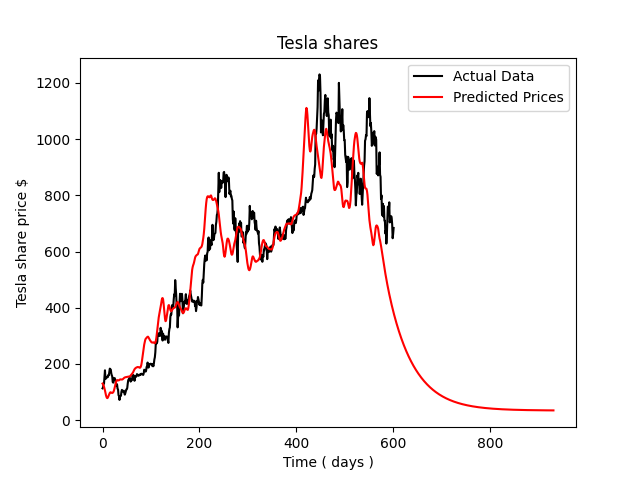 Tesla shares
Actual Data
Predicted Prices
Tesla share price $
1200
1000
800
600
400
200
0
0 200 400 600 800
Time ( days )